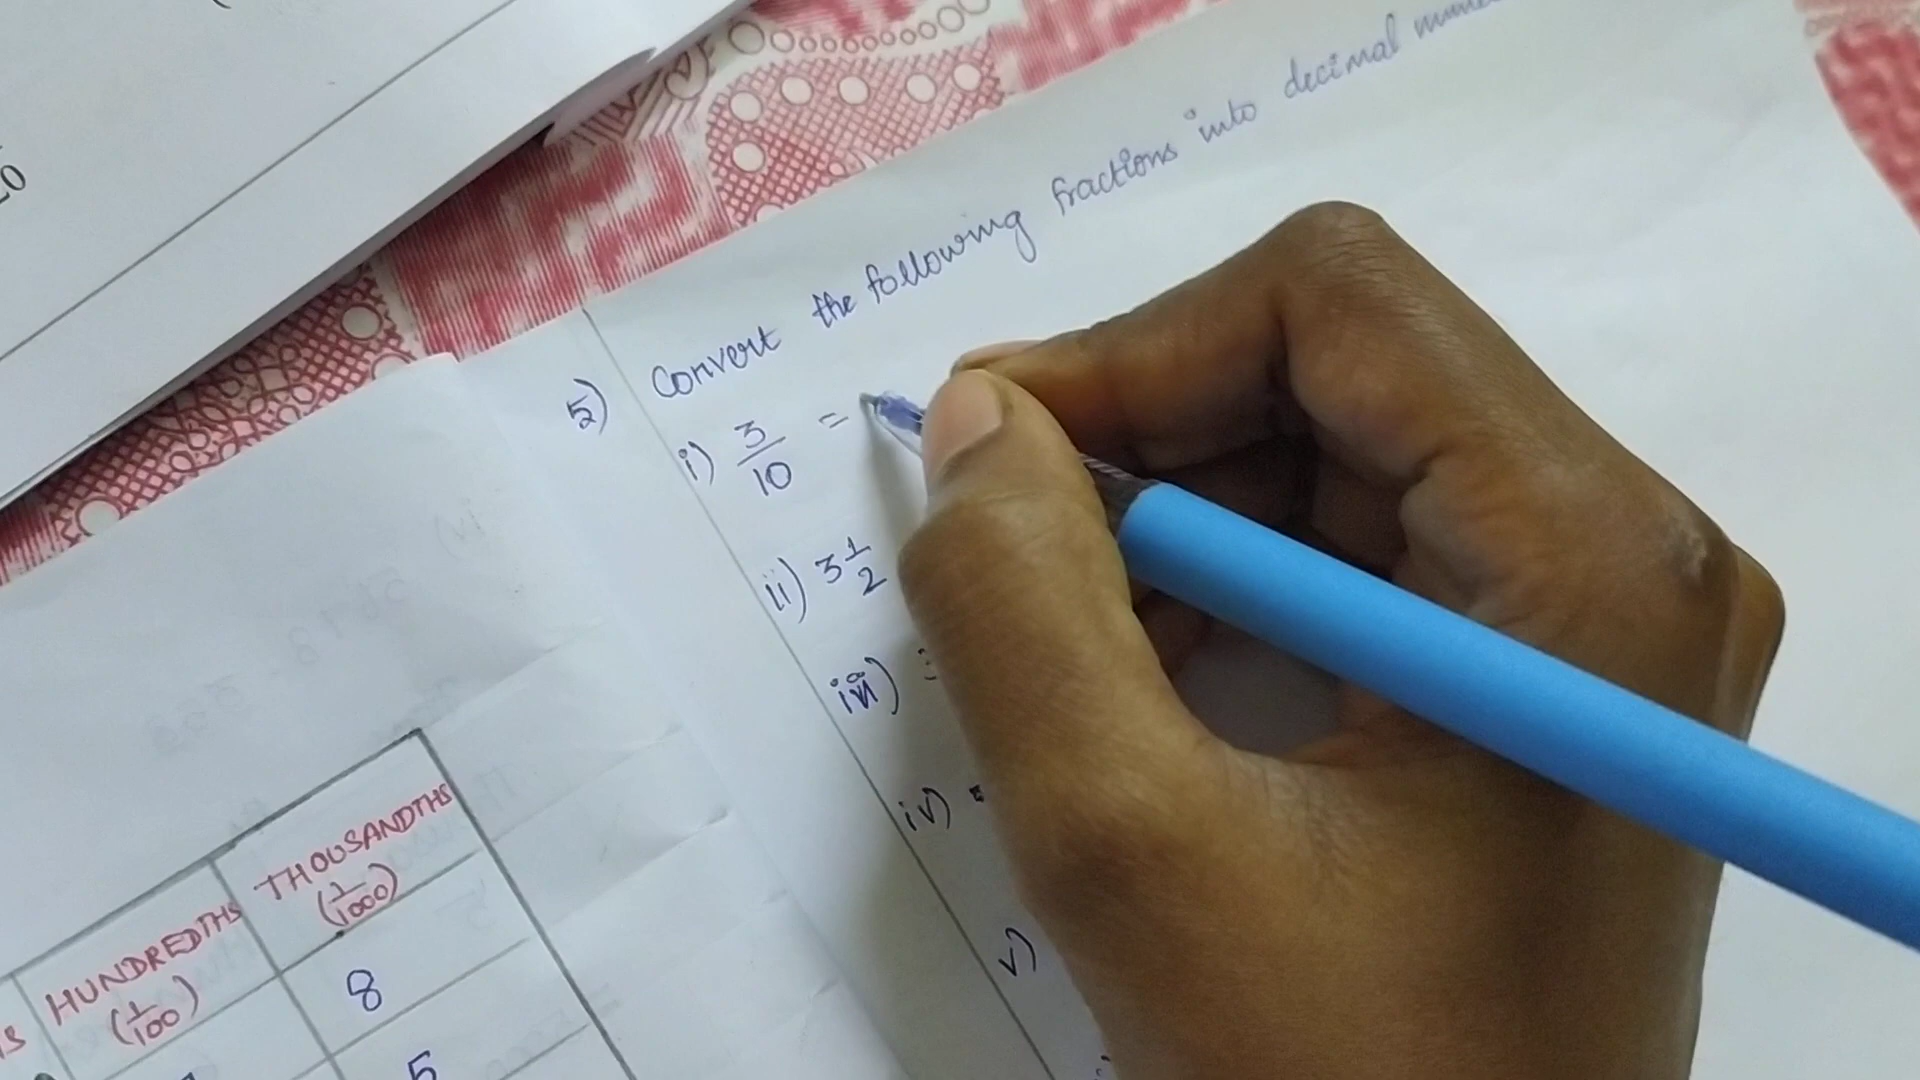 5) Convert the following fractions into decimal
i) 3/10 =
ii) 3 1/2
iii)
iv)
v)
HUNDREDTHS (1/100)
THOUSANDTHS (1/1000)
8
5